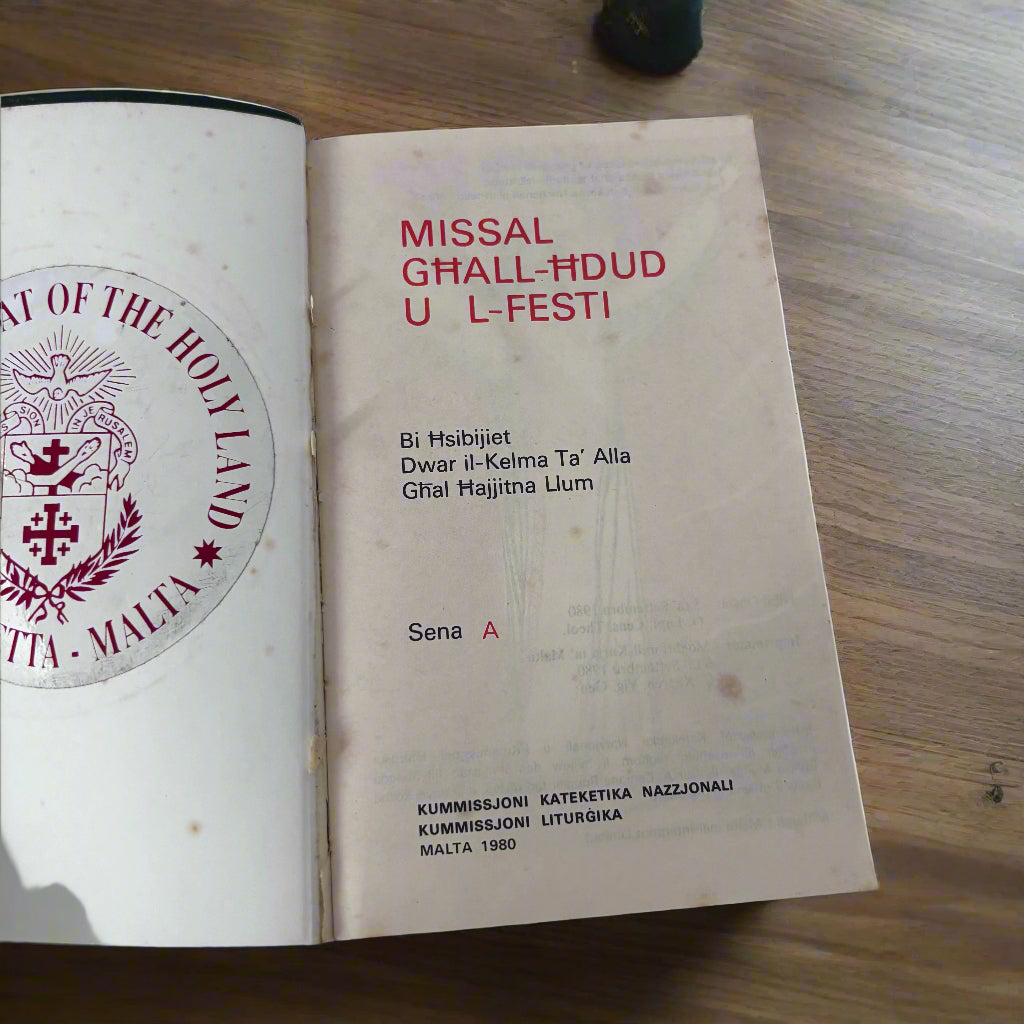 AT OF THE HOLY LAND
SION IN JERUSALEM
TTA - MALTA
MISSAL
GĦALL-ĦDUD
U L-FESTI
Bi Ħsibijiet
Dwar il-Kelma Ta' Alla
Għal Ħajjitna Llum
Sena A
KUMMISSJONI KATEKETIKA NAZZJONALI
KUMMISSJONI LITURĠIKA
MALTA 1980